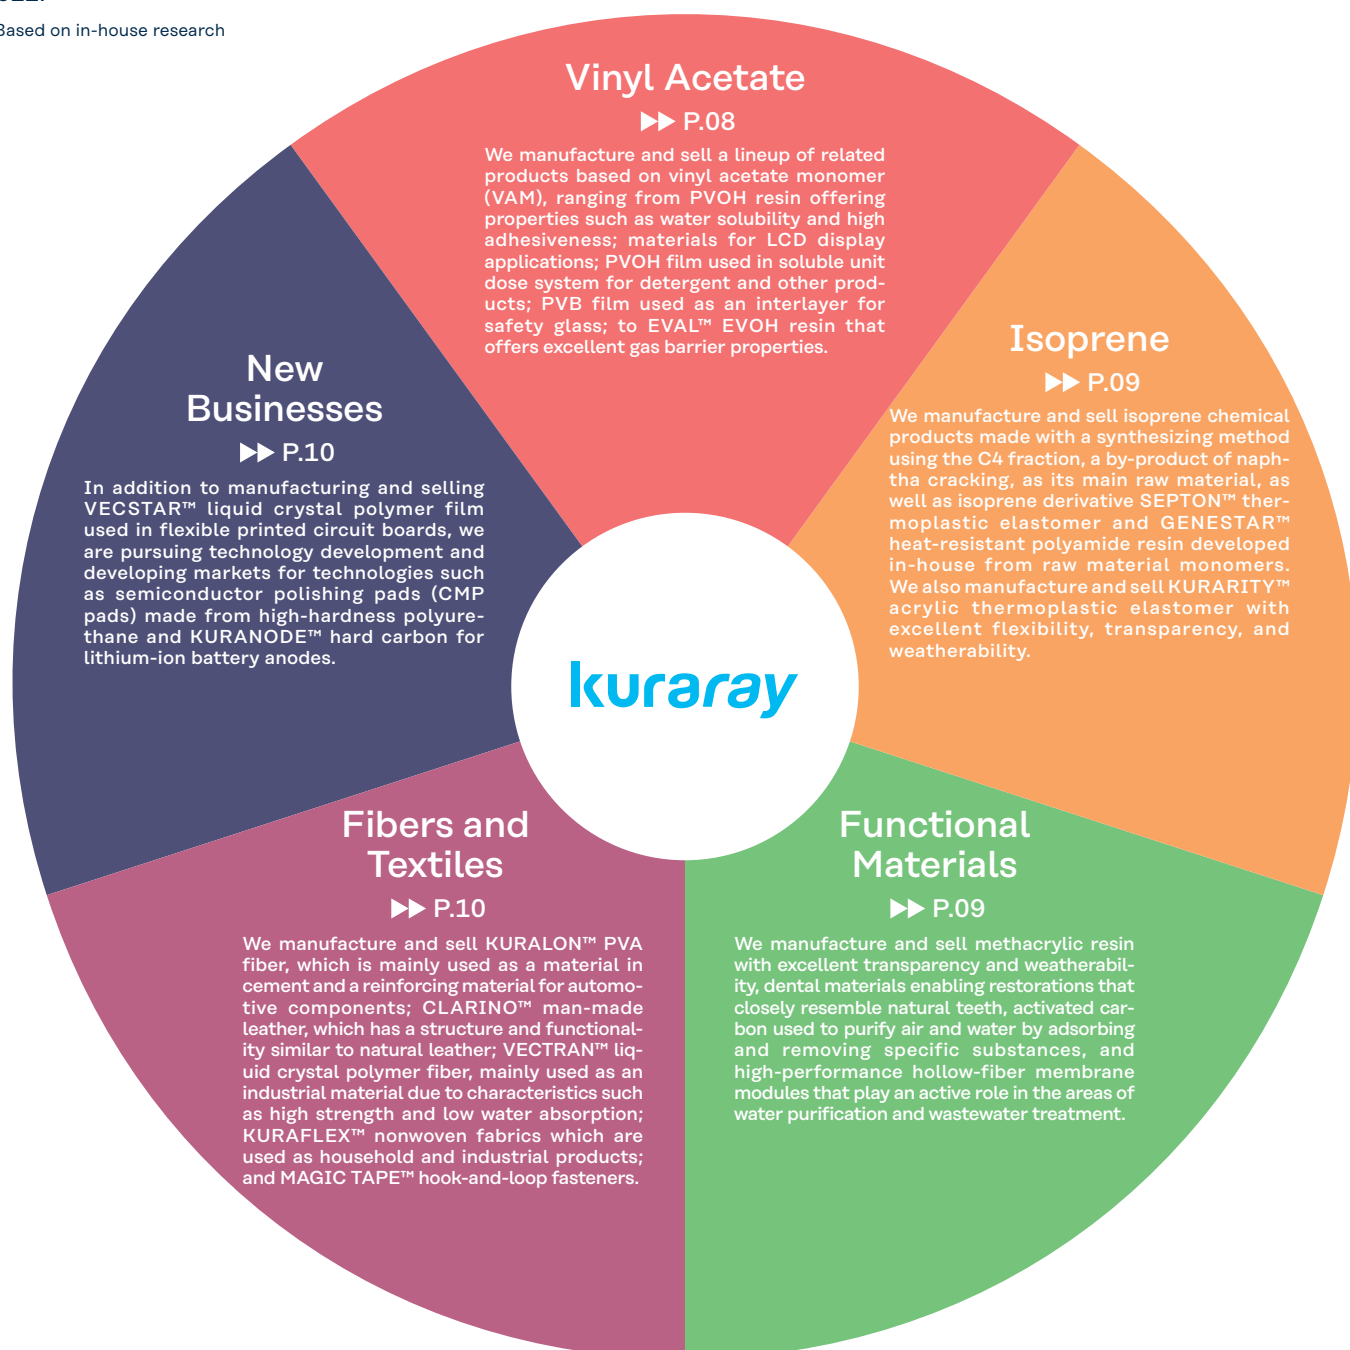 Based on in-house research
Vinyl Acetate
▶▶ P.08
We manufacture and sell a lineup of related
products based on vinyl acetate monomer
(VAM), ranging from PVOH resin offering
properties such as water solubility and high
adhesiveness; materials for LCD display
applications; PVOH film used in soluble unit
dose system for detergent and other prod-
ucts; PVB film used as an interlayer for
safety glass; to EVAL™ EVOH resin that
offers excellent gas barrier properties.
Isoprene
▶▶ P.09
We manufacture and sell isoprene chemical
products made with a synthesizing method
using the C4 fraction, a by-product of naph-
tha cracking, as its main raw material, as
well as isoprene derivative SEPTON™ ther-
moplastic elastomer and GENESTAR™
heat-resistant polyamide resin developed
in-house from raw material monomers.
We also manufacture and sell KURARITY™
acrylic thermoplastic elastomer with
excellent flexibility, transparency, and
weatherability.
New
Businesses
▶▶ P.10
In addition to manufacturing and selling
VECSTAR™ liquid crystal polymer film
used in flexible printed circuit boards, we
are pursuing technology development and
developing markets for technologies such
as semiconductor polishing pads (CMP
pads) made from high-hardness polyure-
thane and KURANODE™ hard carbon for
lithium-ion battery anodes.
kuraray
Fibers and
Textiles
▶▶ P.10
We manufacture and sell KURALON™ PVA
fiber, which is mainly used as a material in
cement and a reinforcing material for automo-
tive components; CLARINO™ man-made
leather, which has a structure and functional-
ity similar to natural leather; VECTRAN™ liq-
uid crystal polymer fiber, mainly used as an
industrial material due to characteristics such
as high strength and low water absorption;
KURAFLEX™ nonwoven fabrics which are
used as household and industrial products;
and MAGIC TAPE™ hook-and-loop fasteners.
Functional
Materials
▶▶ P.09
We manufacture and sell methacrylic resin
with excellent transparency and weatherabil-
ity, dental materials enabling restorations that
closely resemble natural teeth, activated car-
bon used to purify air and water by adsorbing
and removing specific substances, and
high-performance hollow-fiber membrane
modules that play an active role in the areas of
water purification and wastewater treatment.